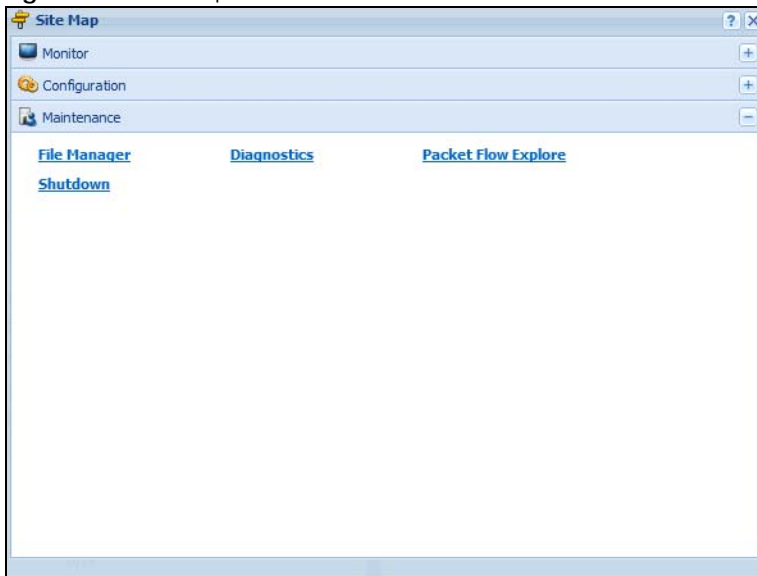 Site Map
Monitor
Configuration
Maintenance
File Manager Diagnostics Packet Flow Explore
Shutdown